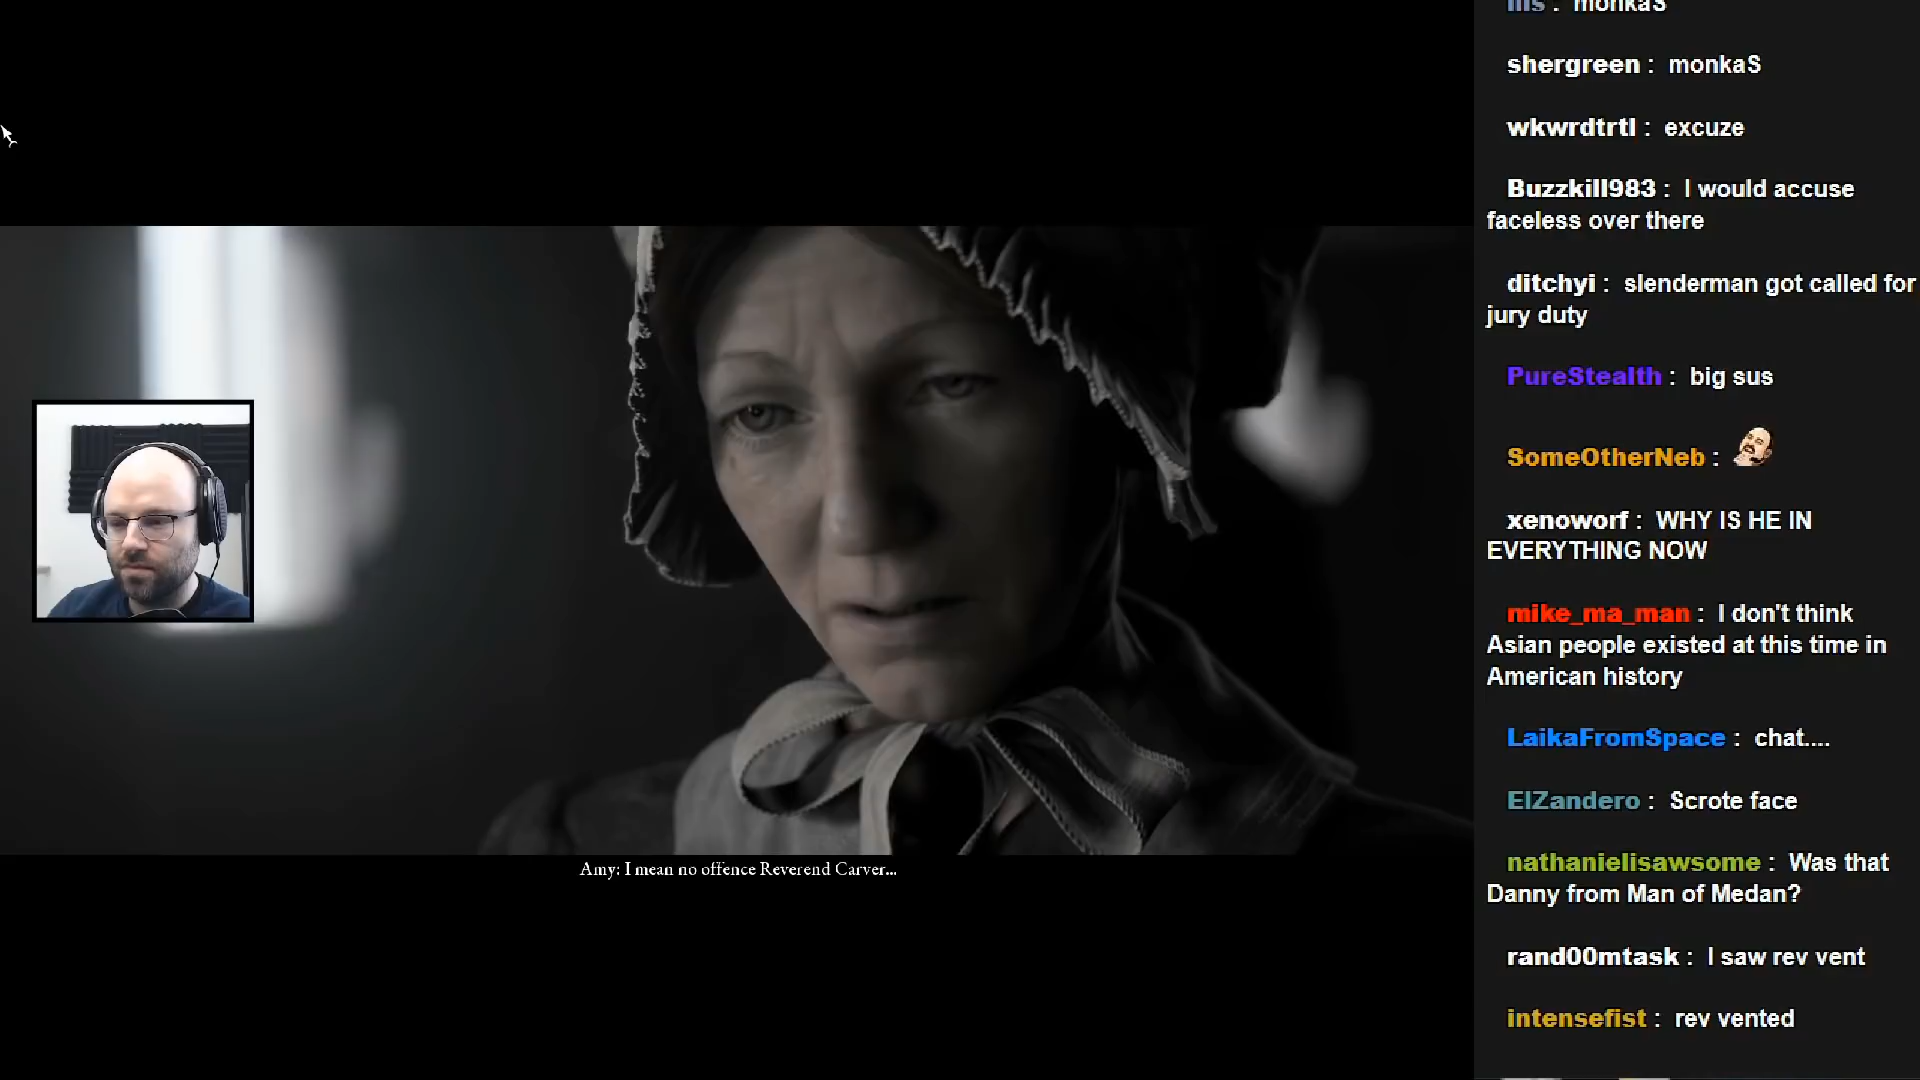 ms : monkaS
shergreen : monkaS
wkwrdtrtl : excuze
Buzzkill983 : I would accuse
faceless over there
ditchyi : slenderman got called for
jury duty
PureStealth : big sus
SomeOtherNeb :
xenoworf : WHY IS HE IN
EVERYTHING NOW
mike_ma_man : I don't think
Asian people existed at this time in
American history
LaikaFromSpace : chat....
ElZandero : Scrote face
nathanielisawsome : Was that
Danny from Man of Medan?
rand00mtask : I saw rev vent
intensefist : rev vented
Amy: I mean no offence Reverend Carver...